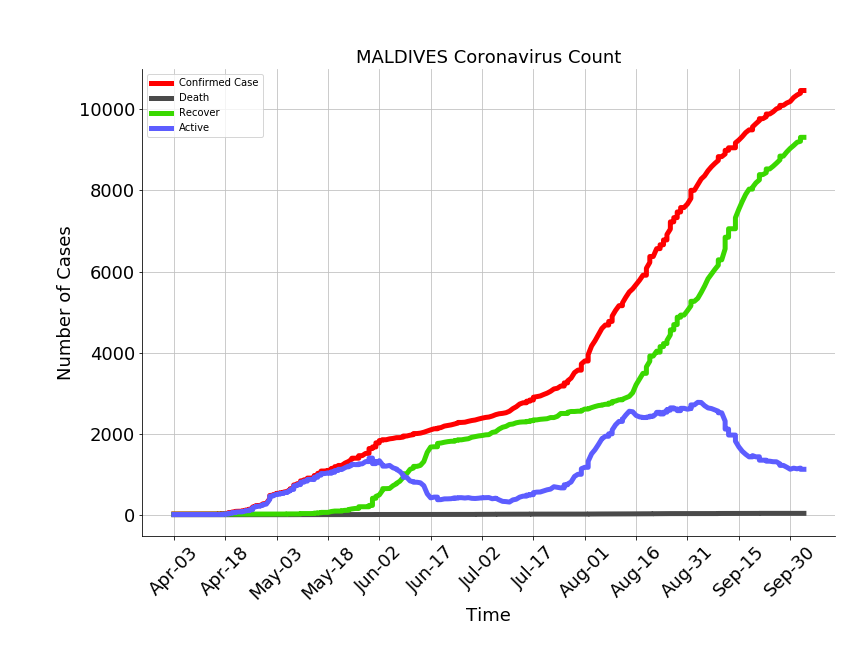 MALDIVES Coronavirus Count
Confirmed Case
Death
Recover
Active
Number of Cases
10000
8000
6000
4000
2000
0
Apr-03
Apr-18
May-03
May-18
Jun-02
Jun-17
Jul-02
Jul-17
Aug-01
Aug-16
Aug-31
Sep-15
Sep-30
Time